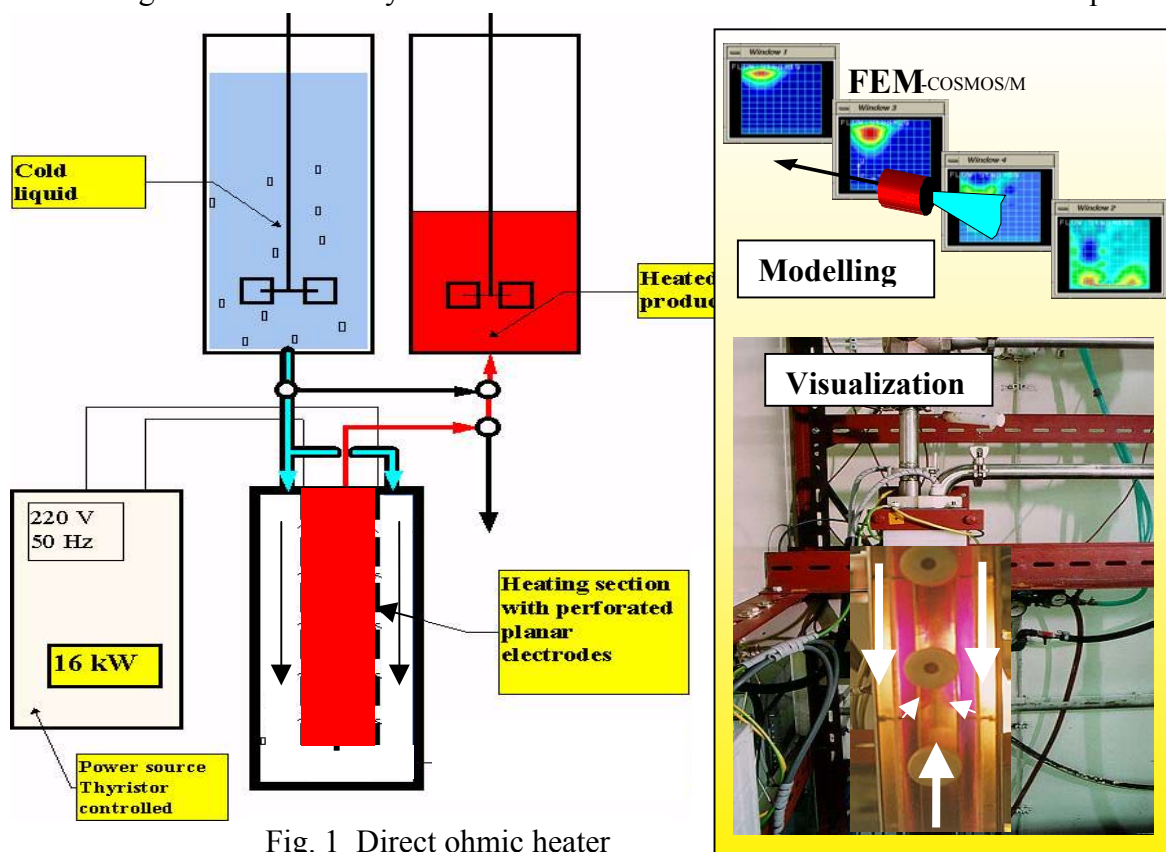 Cold
liquid
Heated
produc
220 V
50 Hz
16 kW
Power source
Thyristor
controlled
Heating section
with perforated
planar
electrodes
Fig. 1 Direct ohmic heater
Window 1
FEM-COSMOS/M
Window 3
Window 4
Window 2
Modelling
Visualization